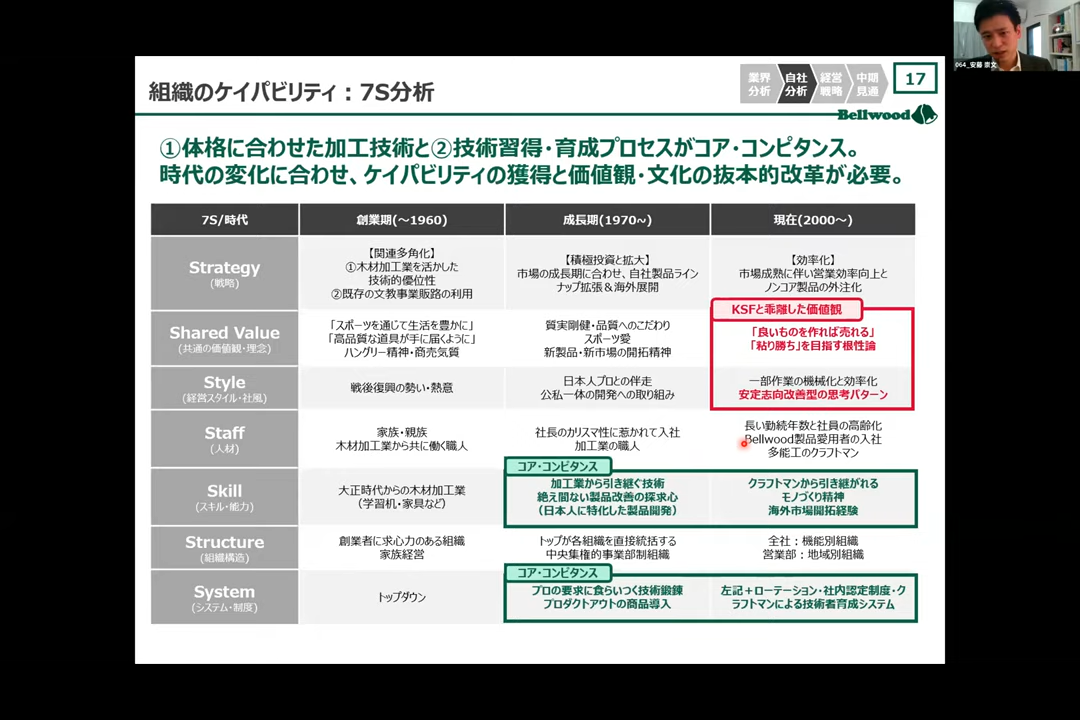 064_安藤 崇文
組織のケイパビリティ：7S分析
業界
分析
自社
分析
経営
戦略
中期
見通
17
Bellwood
①体格に合わせた加工技術と②技術習得・育成プロセスがコア・コンピタンス。
時代の変化に合わせ、ケイパビリティの獲得と価値観・文化の抜本的改革が必要。
7S/時代
創業期(～1960)
成長期(1970～)
現在(2000～)
Strategy
(戦略)
【関連多角化】
①木材加工業を活かした
技術的優位性
②既存の文教事業販路の利用
【積極投資と拡大】
市場の成長期に合わせ、自社製品ライン
ナップ拡張＆海外展開
【効率化】
市場成熟に伴い営業効率向上と
ノンコア製品の外注化
KSFと乖離した価値観
Shared Value
(共通の価値観・理念)
「スポーツを通じて生活を豊かに」
「高品質な道具が手に届くように」
ハングリー精神・商売気質
質実剛健・品質へのこだわり
スポーツ愛
新製品・新市場の開拓精神
「良いものを作れば売れる」
「粘り勝ち」を目指す根性論
Style
(経営スタイル・社風)
戦後復興の勢い・熱意
日本人プロとの伴走
公私一体の開発への取り組み
一部作業の機械化と効率化
安定志向改善型の思考パターン
Staff
(人材)
家族・親族
木材加工業から共に働く職人
社長のカリスマ性に惹かれて入社
加工業の職人
長い勤続年数と社員の高齢化
Bellwood製品愛用者の入社
多能工のクラフトマン
コア・コンピタンス
Skill
(スキル・能力)
大正時代からの木材加工業
（学習机・家具など）
加工業から引き継ぐ技術
絶え間ない製品改善の探求心
（日本人に特化した製品開発）
クラフトマンから引き継がれる
モノづくり精神
海外市場開拓経験
Structure
(組織構造)
創業者に求心力のある組織
家族経営
トップが各組織を直接統括する
中央集権的事業部制組織
全社：機能別組織
営業部：地域別組織
コア・コンピタンス
System
(システム・制度)
トップダウン
プロの要求に食らいつく技術鍛錬
プロダクトアウトの商品導入
左記＋ローテーション・社内認定制度・ク
ラフトマンによる技術者育成システム